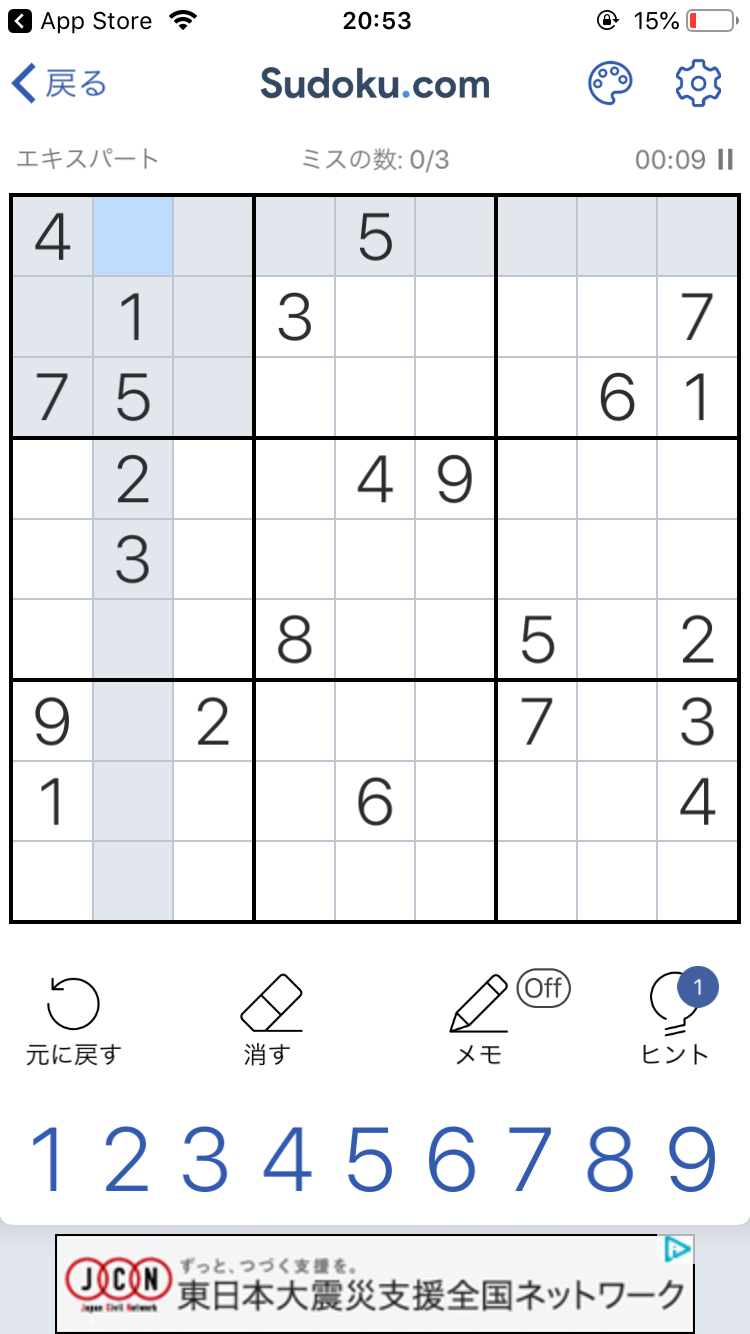 App Store 20:53 15%
戻る Sudoku.com
エキスパート ミスの数: 0/3 00:09
4 5
1 3 7
7 5 6 1
2 4 9
3
8 5 2
9 2 7 3
1 6 4
Off 1
元に戻す 消す メモ ヒント
1 2 3 4 5 6 7 8 9
JCN ずっと、つづく支援を。
Japan Civil Network 東日本大震災支援全国ネットワーク